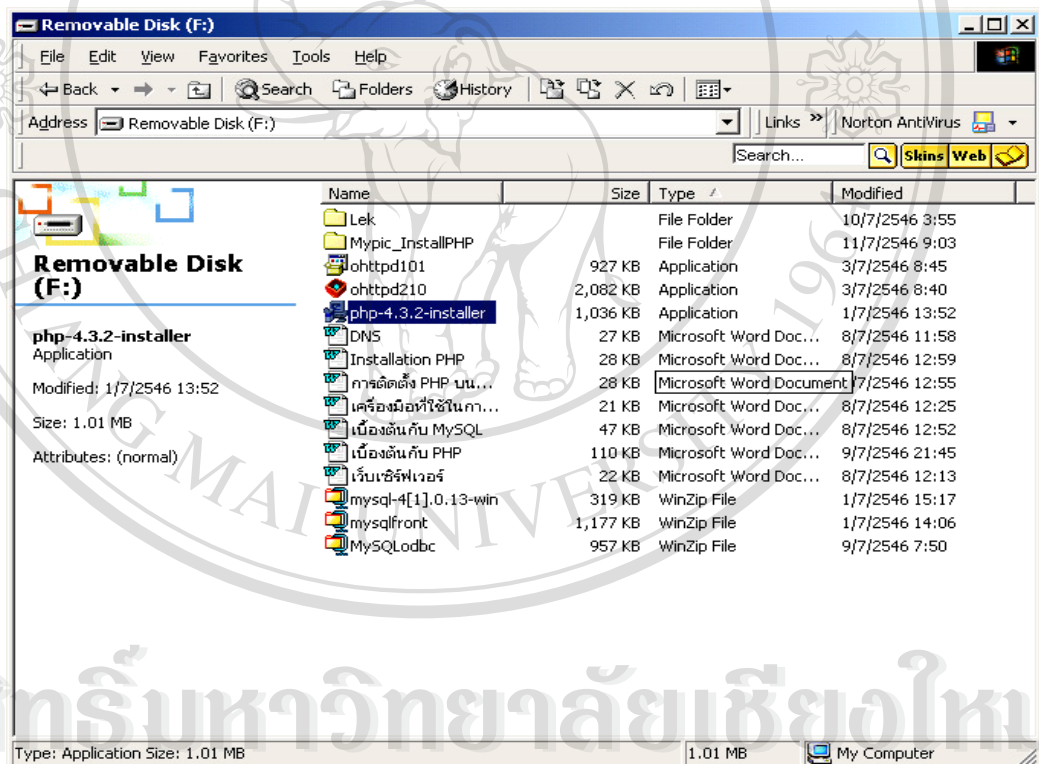 Removable Disk (F:)
File Edit View Favorites Tools Help
Back Search Folders History
Address Removable Disk (F:) Links » Norton AntiVirus
Search... Skins Web
Name Size Type Modified
Removable Disk (F:)
php-4.3.2-installer
Application
Modified: 1/7/2546 13:52
Size: 1.01 MB
Attributes: (normal)
Lek File Folder 10/7/2546 3:55
Mypic_InstallPHP File Folder 11/7/2546 9:03
ohttpd101 927 KB Application 3/7/2546 8:45
ohttpd210 2,082 KB Application 3/7/2546 8:40
php-4.3.2-installer 1,036 KB Application 1/7/2546 13:52
DNS 27 KB Microsoft Word Doc... 8/7/2546 11:58
Installation PHP 28 KB Microsoft Word Doc... 8/7/2546 12:59
การติดตั้ง PHP บน... 28 KB Microsoft Word Document /7/2546 12:55
เครื่องมือที่ใช้ในกา... 21 KB Microsoft Word Doc... 8/7/2546 12:25
เบื้องต้นกับ MySQL 47 KB Microsoft Word Doc... 8/7/2546 12:52
เบื้องต้นกับ PHP 110 KB Microsoft Word Doc... 9/7/2546 21:45
เว็บเซิร์ฟเวอร์ 22 KB Microsoft Word Doc... 8/7/2546 12:13
mysql-4[1].0.13-win 319 KB WinZip File 1/7/2546 15:17
mysqlfront 1,177 KB WinZip File 1/7/2546 14:06
MySQLodbc 957 KB WinZip File 9/7/2546 7:50
ANG MAI UNIVERSITY 1964
Type: Application Size: 1.01 MB 1.01 MB My Computer